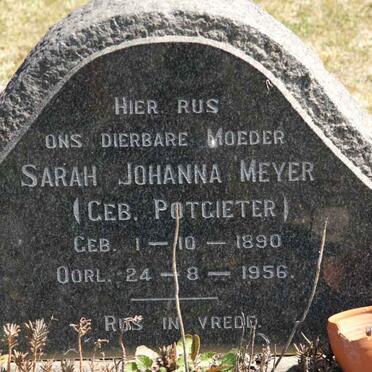 HIER RUS
ONS DIERBARE MOEDER
SARAH JOHANNA MEYER
(GEB. POTGIETER)
GEB. 1 - 10 - 1890
OORL. 24 - 8 - 1956.
RUS IN VREDE.